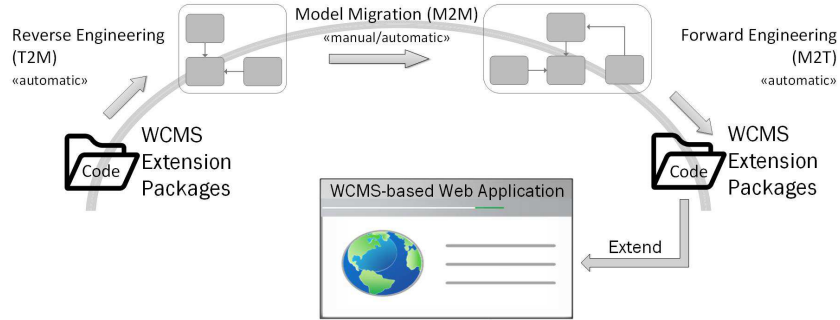 Reverse Engineering
(T2M)
«automatic»
Model Migration (M2M)
«manual/automatic»
Forward Engineering
(M2T)
«automatic»
Code
WCMS
Extension
Packages
Code
WCMS
Extension
Packages
WCMS-based Web Application
Extend